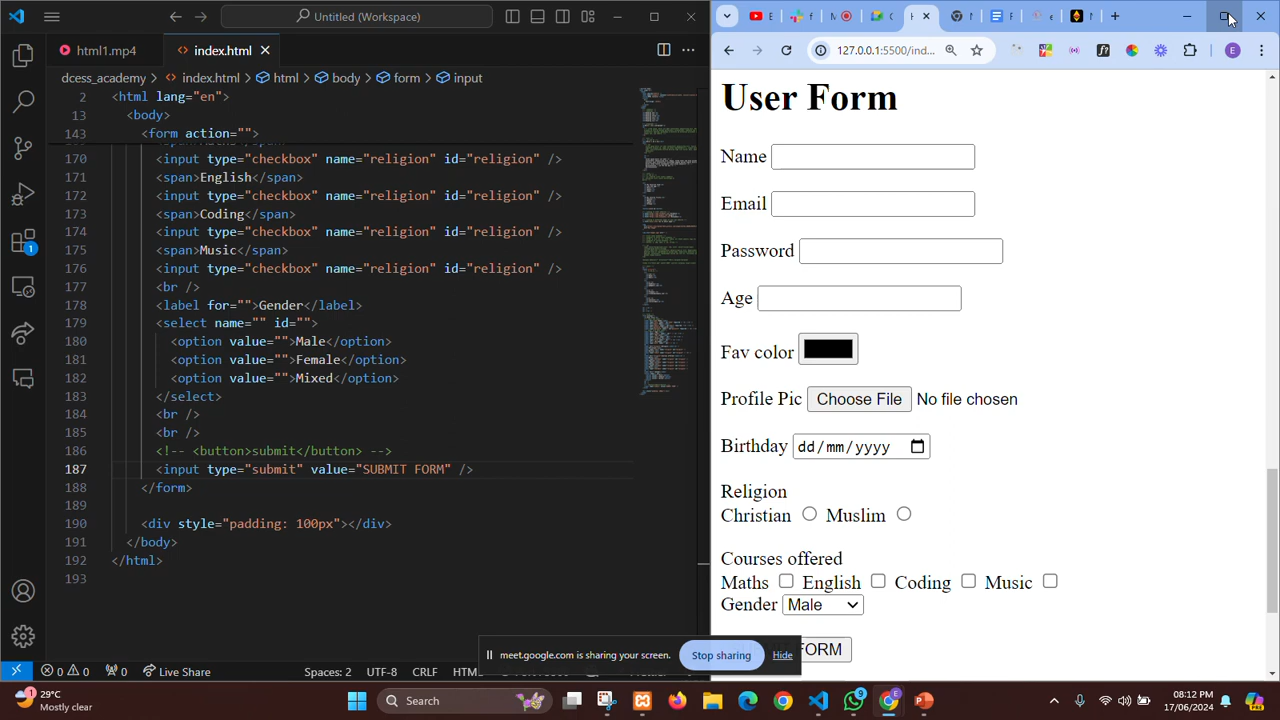 Untitled (Workspace)
html1.mp4
index.html
dcess_academy > index.html > html > body > form > input
2 <html lang="en">
13 <body>
143 <form action="">
170 <input type="checkbox" name="religion" id="religion" />
171 <span>English</span>
172 <input type="checkbox" name="religion" id="religion" />
173 <span>Coding</span>
174 <input type="checkbox" name="religion" id="religion" />
175 <span>Music</span>
176 <input type="checkbox" name="religion" id="religion" />
177 <br />
178 <label for="">Gender</label>
179 <select name="" id="">
180 <option value="">Male</option>
181 <option value="">Female</option>
182 <option value="">Mixed</option>
183 </select>
184 <br />
185 <br />
186 <!-- <button>submit</button> -->
187 <input type="submit" value="SUBMIT FORM" />
188 </form>
189
190 <div style="padding: 100px"></div>
191 </body>
192 </html>
193
1
0 0 0 Live Share
Spaces: 2 UTF-8 CRLF
127.0.0.1:5500/ind...
E
User Form
Name
Email
Password
Age
Fav color
Profile Pic Choose File No file chosen
Birthday dd/mm/yyyy
Religion
Christian Muslim
Courses offered
Maths English Coding Music
Gender Male
FORM
meet.google.com is sharing your screen. Stop sharing Hide
1 29°C
Mostly clear
Search
9
E
08:12 PM
17/06/2024